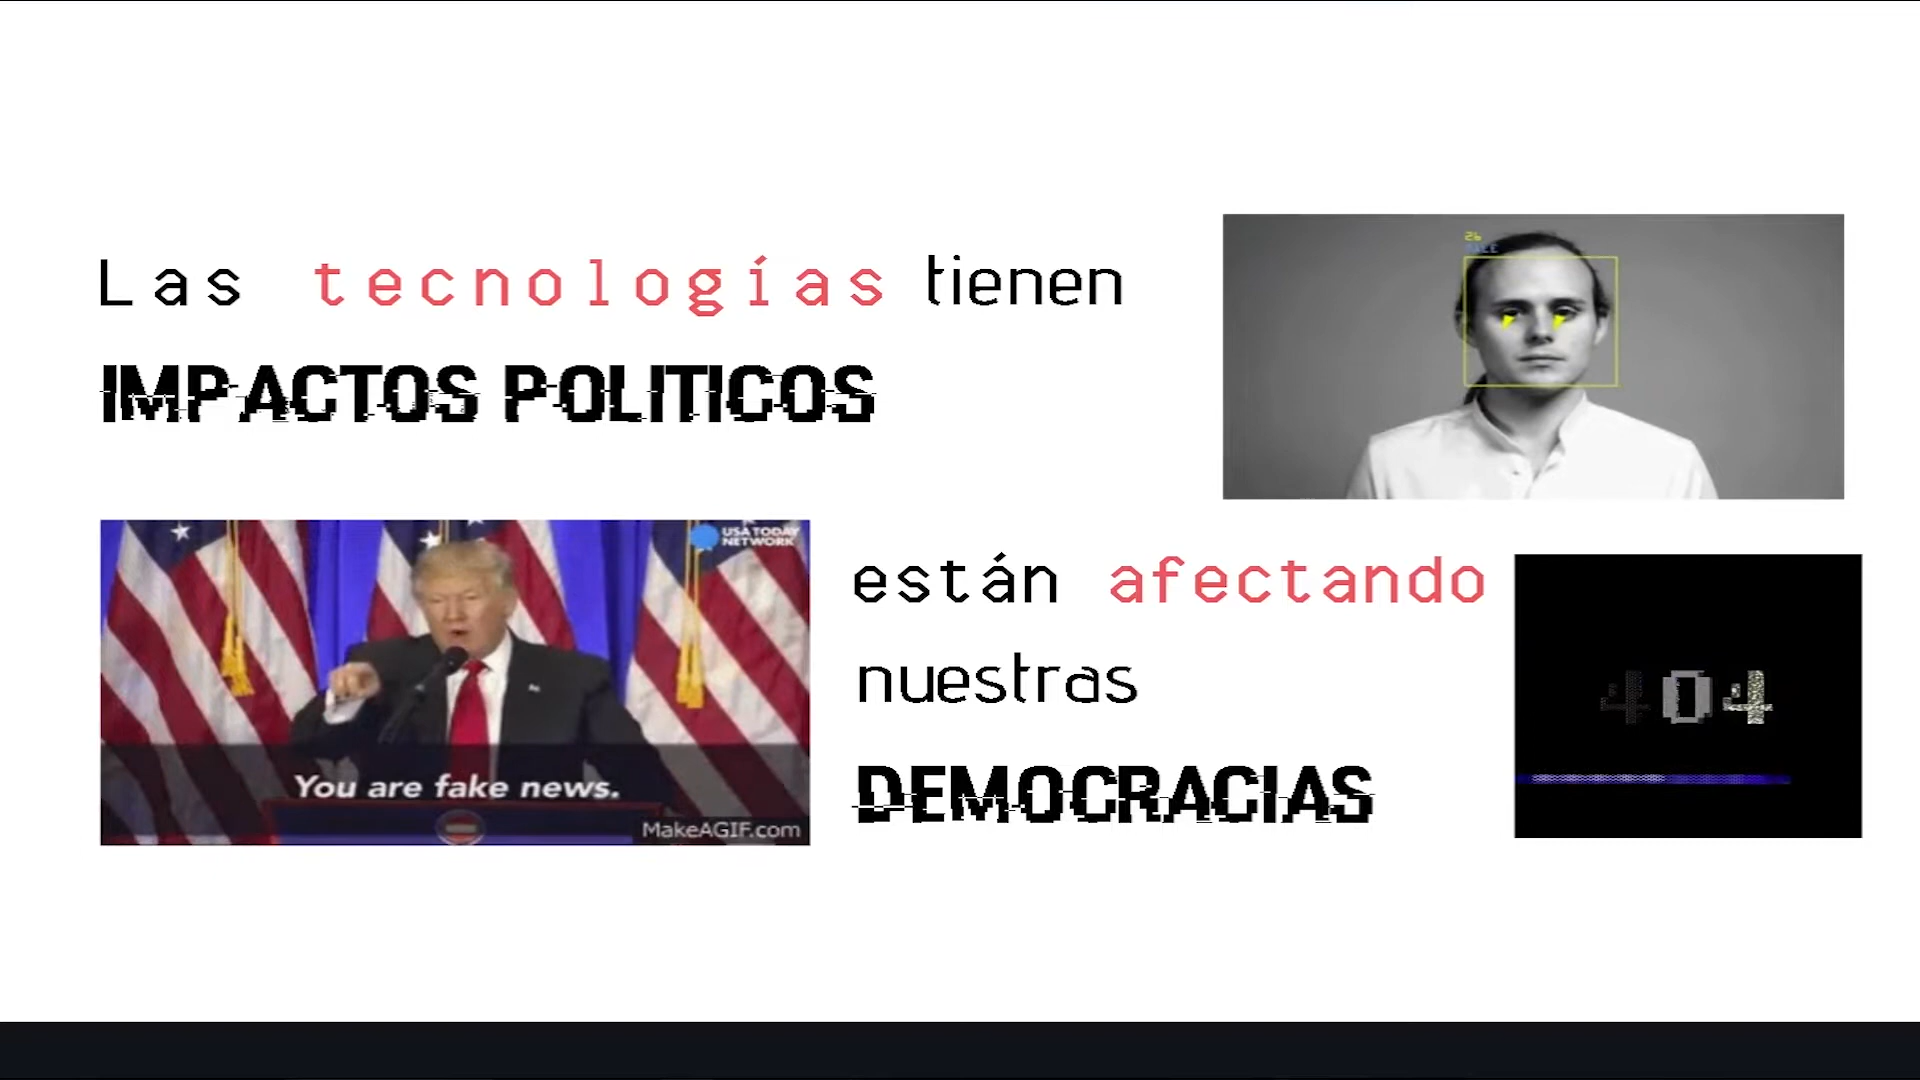 Las tecnologías tienen
IMPACTOS POLITICOS
26
USA TODAY
NETWORK
You are fake news.
MakeAGIF.com
están afectando
nuestras
DEMOCRACIAS
404